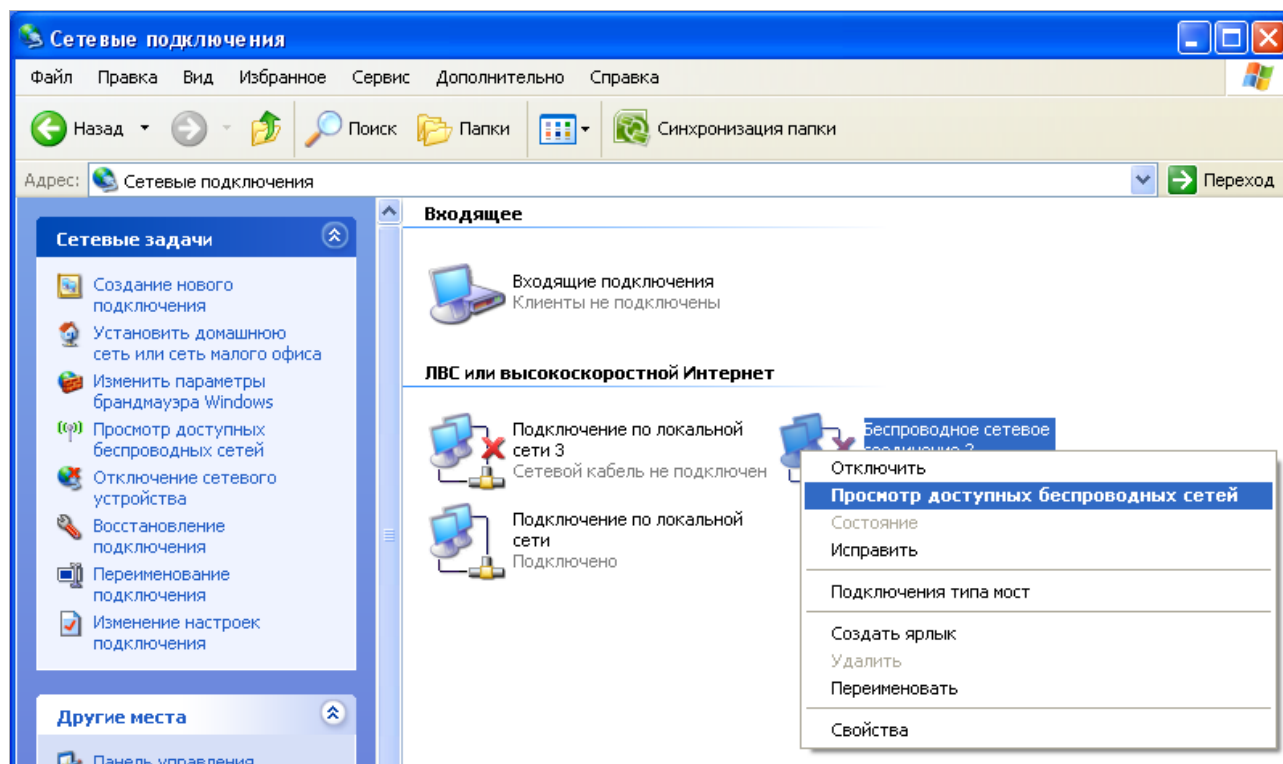 Сетевые подключения
Файл Правка Вид Избранное Сервис Дополнительно Справка
Назад Поиск Папки Синхронизация папки
Адрес: Сетевые подключения Переход
Сетевые задачи
Создание нового
подключения
Установить домашнюю
сеть или сеть малого офиса
Изменить параметры
брандмауэра Windows
Просмотр доступных
беспроводных сетей
Отключение сетевого
устройства
Восстановление
подключения
Переименование
подключения
Изменение настроек
подключения
Другие места
Панель управления
Входящее
Входящие подключения
Клиенты не подключены
ЛВС или высокоскоростной Интернет
Подключение по локальной
сети 3
Сетевой кабель не подключен
Беспроводное сетевое
соединение 2
Подключение по локальной
сети
Подключено
Отключить
Просмотр доступных беспроводных сетей
Состояние
Исправить
Подключения типа мост
Создать ярлык
Удалить
Переименовать
Свойства